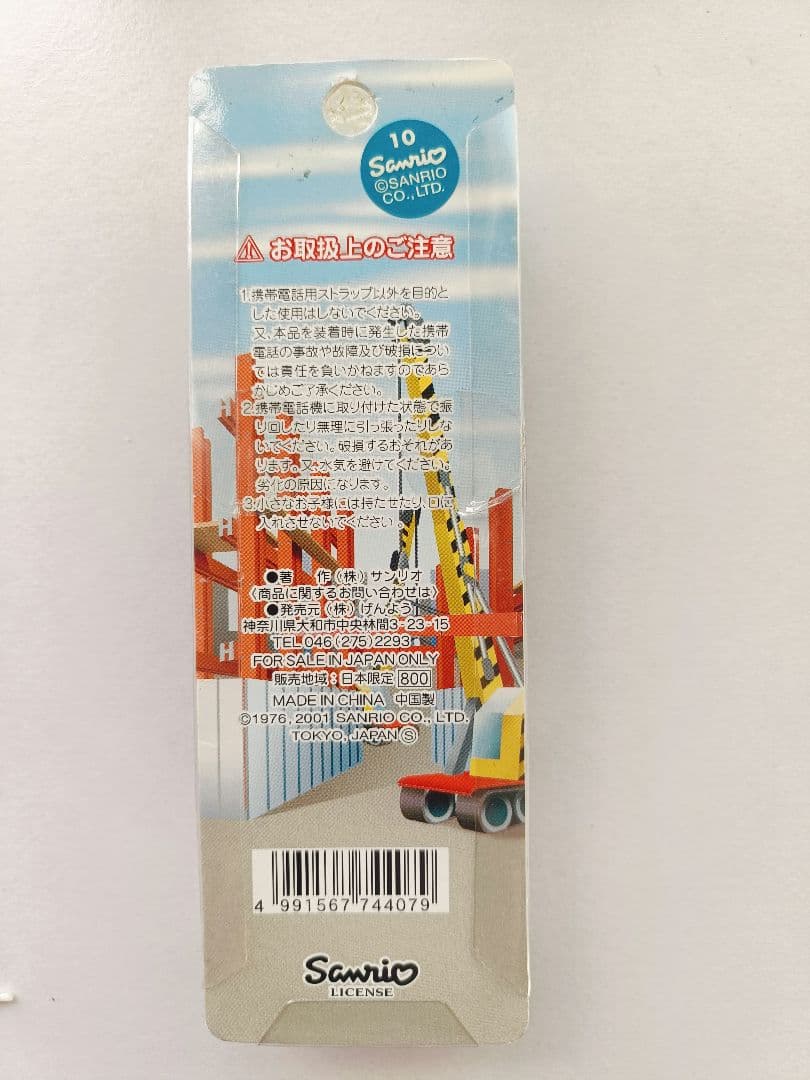 10
Sanrio
©SANRIO
CO.,LTD.
お取扱上のご注意
1.携帯電話用ストラップ以外を目的と
した使用はしないでください。
又、本品を装着時に発生した携帯
電話の事故や故障及び破損につい
ては責任を負いかねますのであら
かじめご了承ください。
2.携帯電話機に取り付けた状態で振
り回したり無理に引っ張ったりしな
いでください。破損するおそれがあ
ります。又、水気を避けてください。
劣化の原因になります。
3.小さなお子様には持たせたり、口に
入れさせないでください。
●著 作(株)サンリオ
〈商品に関するお問い合わせは〉
●発売元(株)げんよう
神奈川県大和市中央林間3-23-15
TEL 046(275)2293
FOR SALE IN JAPAN ONLY
販売地域:日本限定 800
MADE IN CHINA 中国製
©1976, 2001 SANRIO CO., LTD.
TOKYO, JAPAN Ⓢ
4 991567 744079
Sanrio
LICENSE